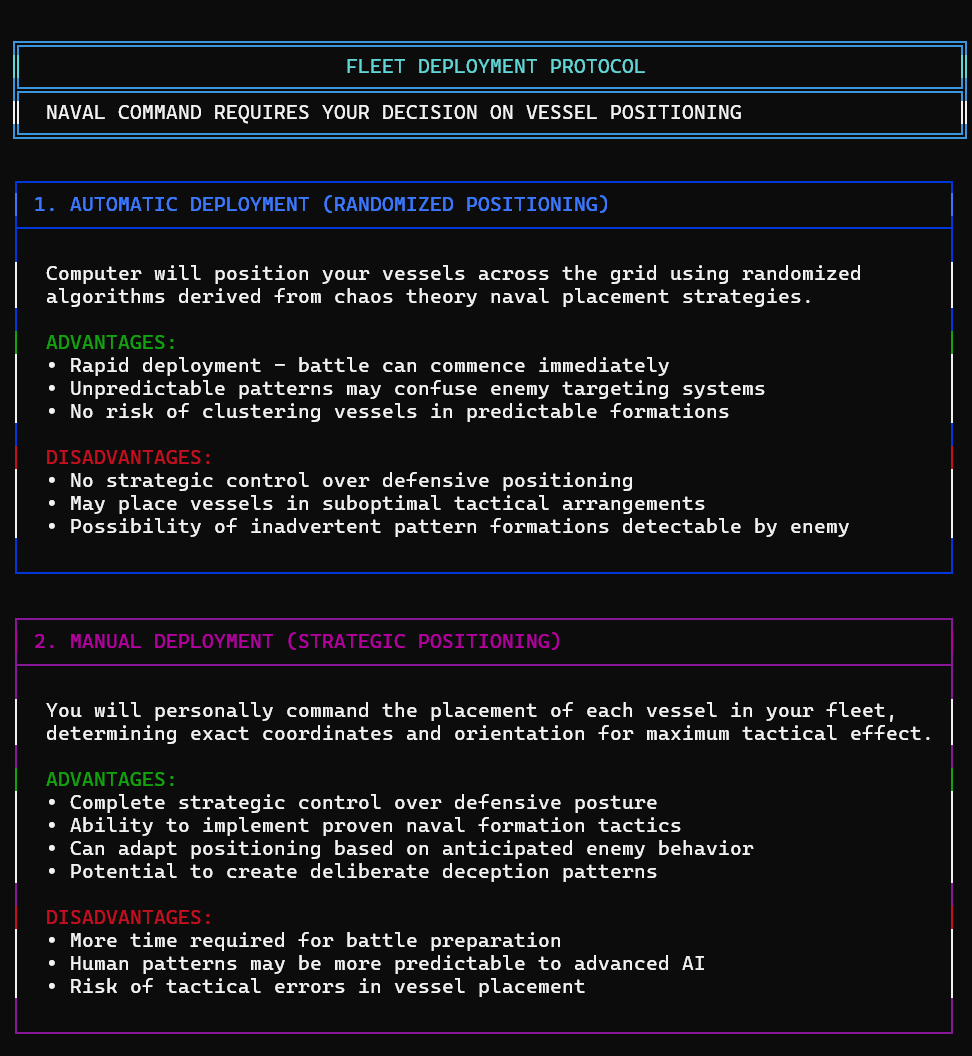 FLEET DEPLOYMENT PROTOCOL
NAVAL COMMAND REQUIRES YOUR DECISION ON VESSEL POSITIONING
1. AUTOMATIC DEPLOYMENT (RANDOMIZED POSITIONING)
Computer will position your vessels across the grid using randomized
algorithms derived from chaos theory naval placement strategies.
ADVANTAGES:
• Rapid deployment – battle can commence immediately
• Unpredictable patterns may confuse enemy targeting systems
• No risk of clustering vessels in predictable formations
DISADVANTAGES:
• No strategic control over defensive positioning
• May place vessels in suboptimal tactical arrangements
• Possibility of inadvertent pattern formations detectable by enemy
2. MANUAL DEPLOYMENT (STRATEGIC POSITIONING)
You will personally command the placement of each vessel in your fleet,
determining exact coordinates and orientation for maximum tactical effect.
ADVANTAGES:
• Complete strategic control over defensive posture
• Ability to implement proven naval formation tactics
• Can adapt positioning based on anticipated enemy behavior
• Potential to create deliberate deception patterns
DISADVANTAGES:
• More time required for battle preparation
• Human patterns may be more predictable to advanced AI
• Risk of tactical errors in vessel placement